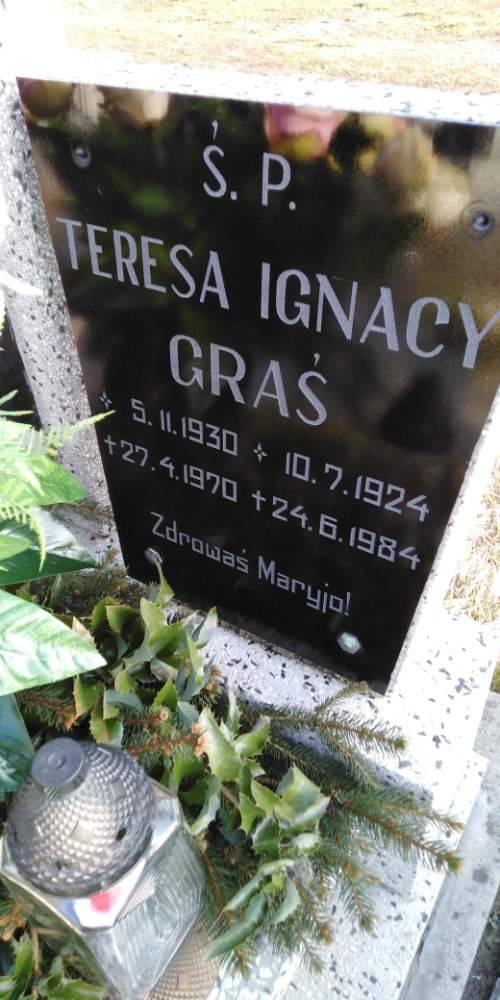 Ś. P.
TERESA IGNACY
GRAŚ
✧ 5.11.1930 ✧ 10.7.1924
✝27.4.1970 ✝24.6.1984
Zdrowaś Maryjo!